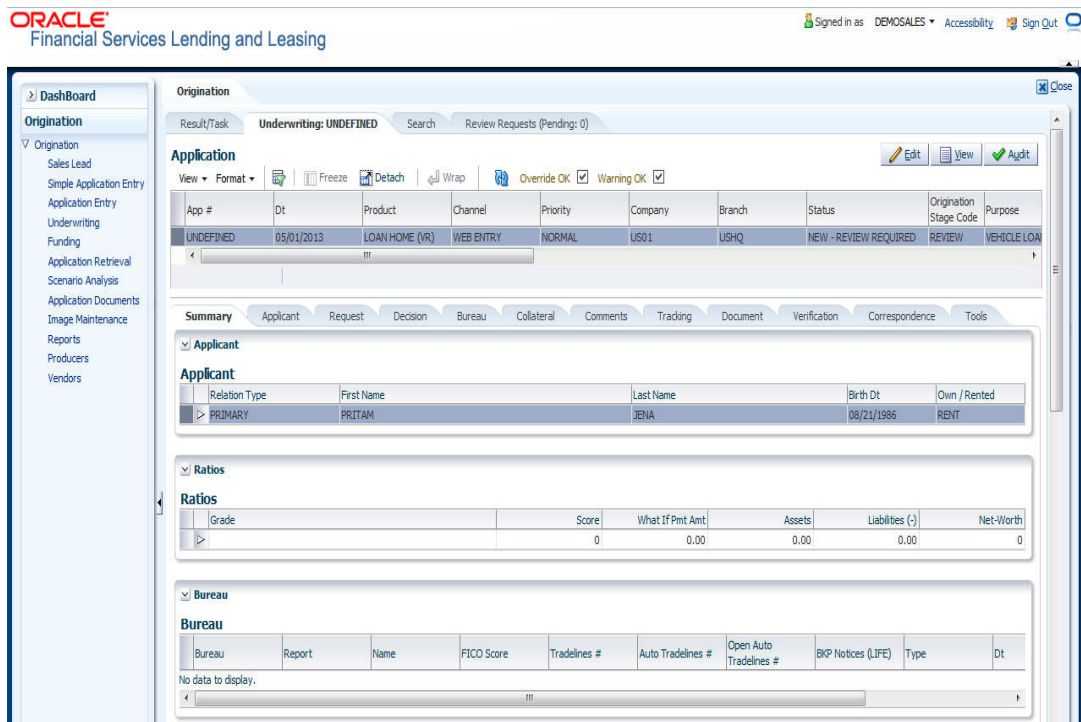 ORACLE
Financial Services Lending and Leasing
Signed in as DEMOSALES Accessibility Sign Out
Close
DashBoard
Origination
Origination
Sales Lead
Simple Application Entry
Application Entry
Underwriting
Funding
Application Retrieval
Scenario Analysis
Application Documents
Image Maintenance
Reports
Producers
Vendors
Origination
Result/Task Underwriting: UNDEFINED Search Review Requests (Pending: 0)
Application
Edit View Audit
View Format Freeze Detach Wrap Override OK Warning OK
App # Dt Product Channel Priority Company Branch Status Origination Stage Code Purpose
UNDEFINED 05/01/2013 LOAN HOME (VR) WEB ENTRY NORMAL US01 USHQ NEW - REVIEW REQUIRED REVIEW VEHICLE LOA
Summary Applicant Request Decision Bureau Collateral Comments Tracking Document Verification Correspondence Tools
Applicant
Applicant
Relation Type First Name Last Name Birth Dt Own / Rented
PRIMARY PRITAM JENA 08/21/1986 RENT
Ratios
Ratios
Grade Score What If Pmt Amt Assets Liabilities (-) Net-Worth
0 0.00 0.00 0.00 0
Bureau
Bureau
Bureau Report Name FICO Score Tradelines # Auto Tradelines # Open Auto Tradelines # BKP Notices (LIFE) Type Dt
No data to display.